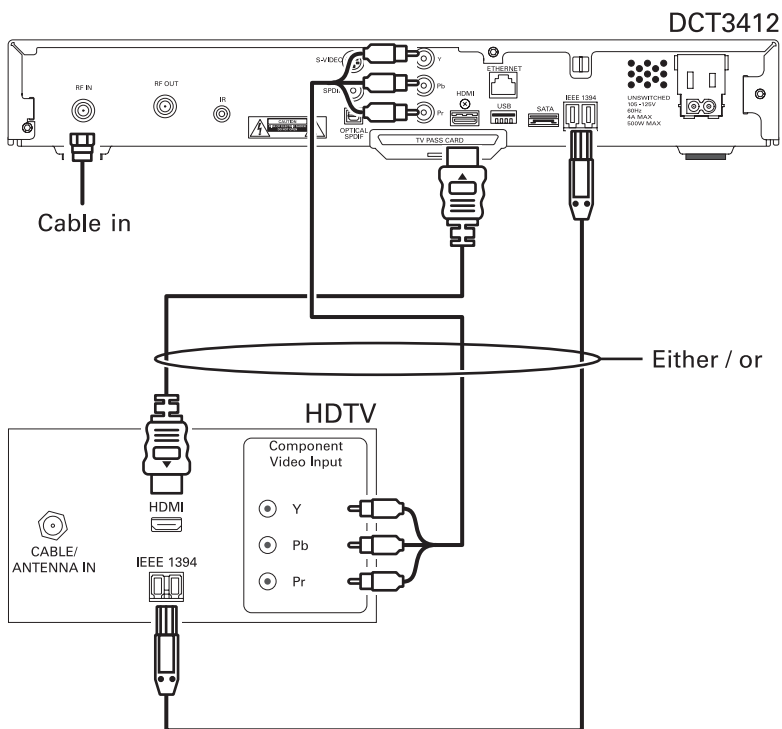 DCT3412
RF IN
RF OUT
IR
CAUTION
S-VIDEO
SPDIF
OPTICAL
SPDIF
Y
Pb
Pr
HDMI
ETHERNET
USB
SATA
IEEE 1394
UNSWITCHED
105 -125V
60Hz
4A MAX
500W MAX
TV PASS CARD
Cable in
Either / or
HDTV
Component
Video Input
Y
Pb
Pr
HDMI
IEEE 1394
CABLE/
ANTENNA IN